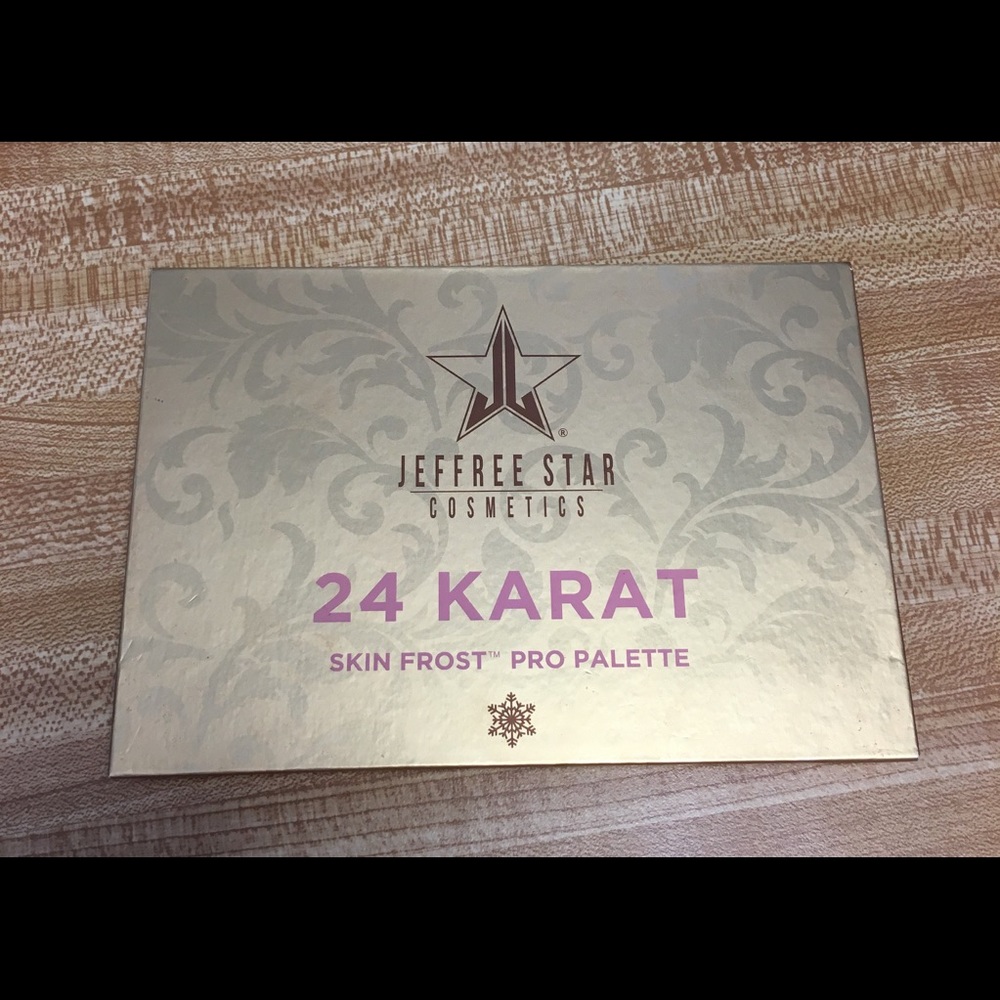 ®
JEFFREE STAR
COSMETICS
24 KARAT
SKIN FROST™ PRO PALETTE